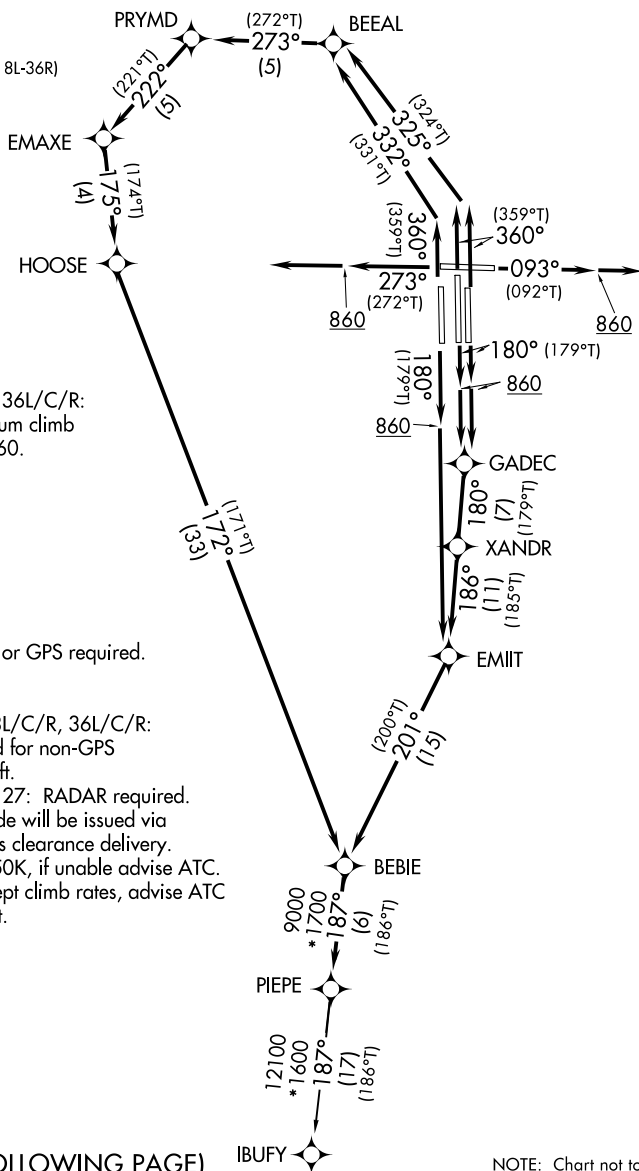 PRYMD
(272°T)
273°
(5)
BEEAL
8L-36R)
(221°T)
222°
(5)
EMAXE
(324°T)
325°
332°
(331°T)
(174°T)
175°
(4)
HOOSE
(359°T)
360°
360°
(359°T)
273°
(272°T)
860
093°
(092°T)
860
180° (179°T)
860
180°
(179°T)
860
36L/C/R:
um climb
60.
GADEC
180°
(7)
(179°T)
XANDR
186°
(11)
(185°T)
(171°T)
172°
(33)
or GPS required.
EMIIT
8L/C/R, 36L/C/R:
d for non-GPS
ft.
27: RADAR required.
de will be issued via
s clearance delivery.
50K, if unable advise ATC.
ept climb rates, advise ATC
t.
(200°T)
201°
(15)
BEBIE
9000
*1700
187°
(6)
(186°T)
PIEPE
12100
*1600
187°
(17)
(186°T)
IBUFY
OLLOWING PAGE)
NOTE: Chart not to